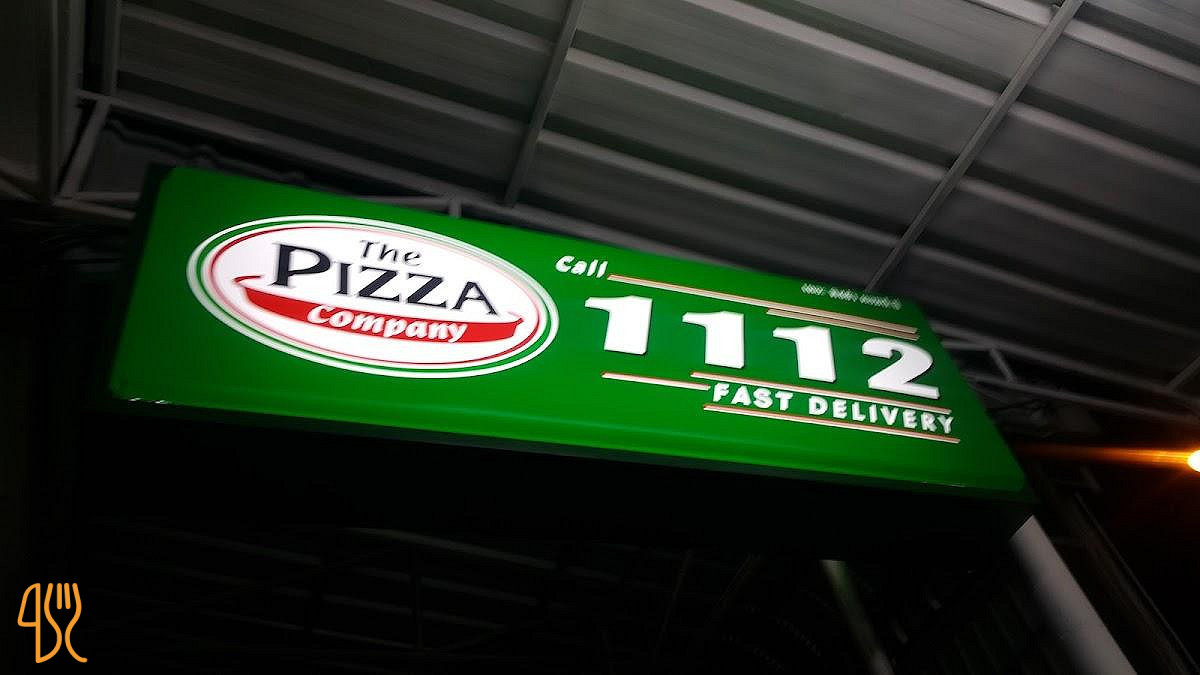 The
PIZZA
Company
Call
1112
FAST DELIVERY